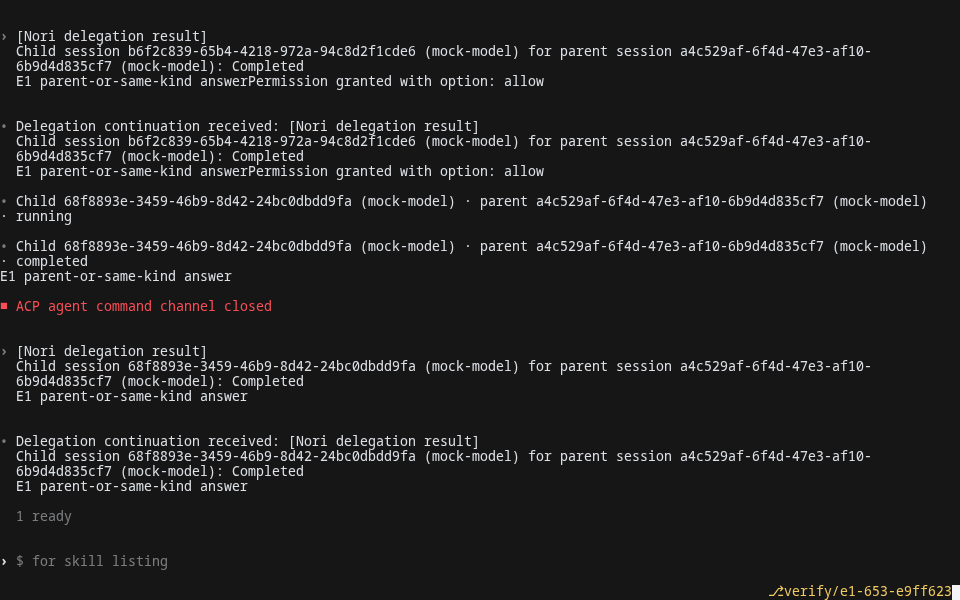 › [Nori delegation result]
Child session b6f2c839-65b4-4218-972a-94c8d2f1cde6 (mock-model) for parent session a4c529af-6f4d-47e3-af10-
6b9d4d835cf7 (mock-model): Completed
E1 parent-or-same-kind answerPermission granted with option: allow
• Delegation continuation received: [Nori delegation result]
Child session b6f2c839-65b4-4218-972a-94c8d2f1cde6 (mock-model) for parent session a4c529af-6f4d-47e3-af10-
6b9d4d835cf7 (mock-model): Completed
E1 parent-or-same-kind answerPermission granted with option: allow
• Child 68f8893e-3459-46b9-8d42-24bc0dbdd9fa (mock-model) · parent a4c529af-6f4d-47e3-af10-6b9d4d835cf7 (mock-model)
· running
• Child 68f8893e-3459-46b9-8d42-24bc0dbdd9fa (mock-model) · parent a4c529af-6f4d-47e3-af10-6b9d4d835cf7 (mock-model)
· completed
E1 parent-or-same-kind answer
■ ACP agent command channel closed
› [Nori delegation result]
Child session 68f8893e-3459-46b9-8d42-24bc0dbdd9fa (mock-model) for parent session a4c529af-6f4d-47e3-af10-
6b9d4d835cf7 (mock-model): Completed
E1 parent-or-same-kind answer
• Delegation continuation received: [Nori delegation result]
Child session 68f8893e-3459-46b9-8d42-24bc0dbdd9fa (mock-model) for parent session a4c529af-6f4d-47e3-af10-
6b9d4d835cf7 (mock-model): Completed
E1 parent-or-same-kind answer
1 ready
› $ for skill listing
⎇verify/e1-653-e9ff623